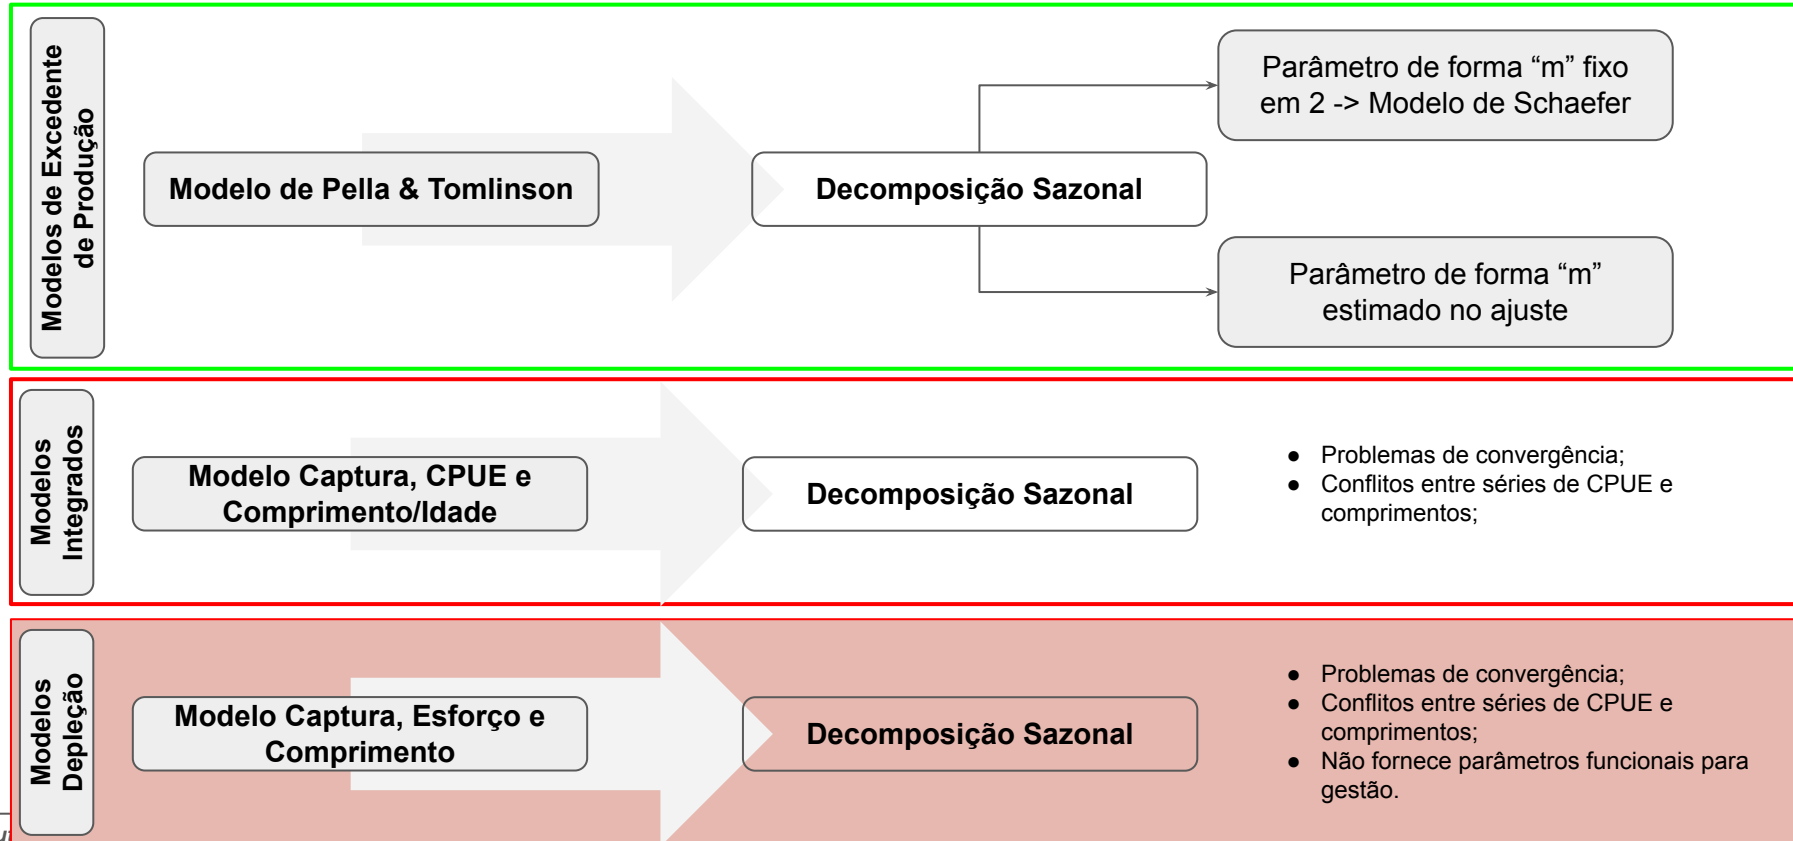 Modelos de Excedente
de Produção
Modelo de Pella & Tomlinson
Decomposição Sazonal
Parâmetro de forma “m” fixo
em 2 -> Modelo de Schaefer
Parâmetro de forma “m”
estimado no ajuste
Modelos
Integrados
Modelo Captura, CPUE e
Comprimento/Idade
Decomposição Sazonal
● Problemas de convergência;
● Conflitos entre séries de CPUE e
comprimentos;
Modelos
Depleção
Modelo Captura, Esforço e
Comprimento
Decomposição Sazonal
● Problemas de convergência;
● Conflitos entre séries de CPUE e
comprimentos;
● Não fornece parâmetros funcionais para
gestão.